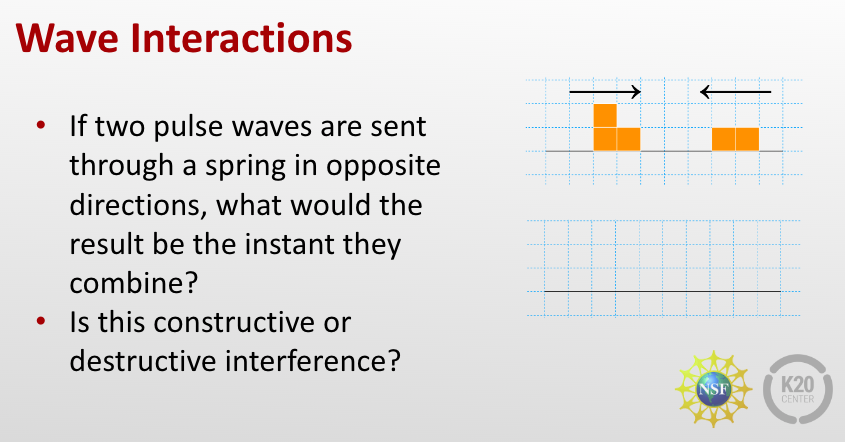 Wave Interactions
• If two pulse waves are sent
through a spring in opposite
directions, what would the
result be the instant they
combine?
• Is this constructive or
destructive interference?
NSF
K20
CENTER